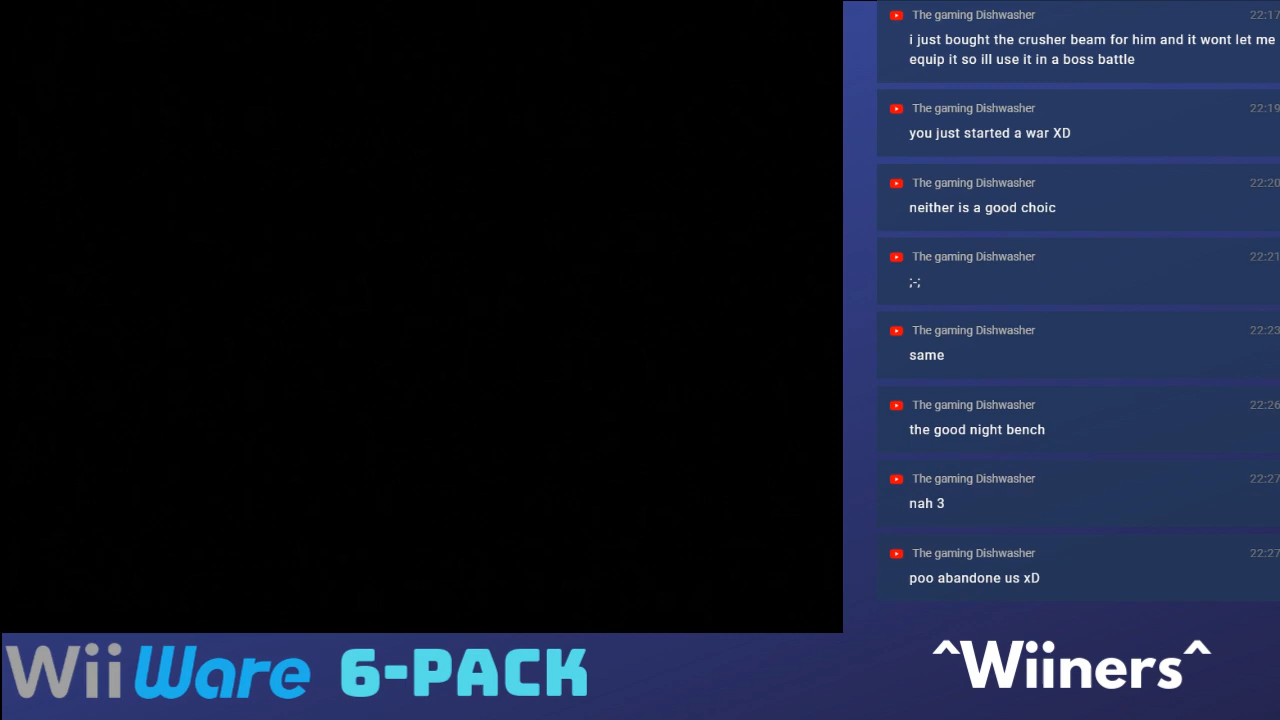 The gaming Dishwasher 22:17
i just bought the crusher beam for him and it wont let me
equip it so ill use it in a boss battle
The gaming Dishwasher 22:19
you just started a war XD
The gaming Dishwasher 22:20
neither is a good choic
The gaming Dishwasher 22:21
;-;
The gaming Dishwasher 22:23
same
The gaming Dishwasher 22:26
the good night bench
The gaming Dishwasher 22:27
nah 3
The gaming Dishwasher 22:27
poo abandone us xD
WiiWare 6-PACK
^Wiiners^